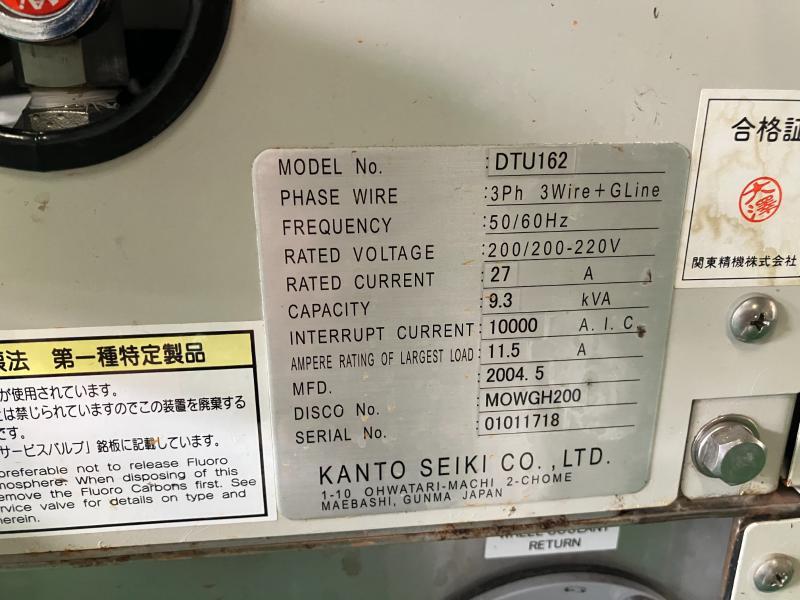 MODEL No. : DTU162
PHASE WIRE : 3Ph 3Wire+GLine
FREQUENCY : 50/60Hz
RATED VOLTAGE : 200/200-220V
RATED CURRENT : 27 A
CAPACITY : 9.3 kVA
INTERRUPT CURRENT : 10000 A. I. C.
AMPERE RATING OF LARGEST LOAD : 11.5 A
MFD. : 2004. 5
DISCO No. : MOWGH200
SERIAL No. : 01011718
KANTO SEIKI CO., LTD.
1-10 OHWATARI-MACHI 2-CHOME
MAEBASHI, GUNMA JAPAN
合格証
大澤
関東精機株式会社
法 第一種特定製品
が使用されています。
は禁じられていますのでこの装置を廃棄する
です。
サービスバルブ」銘板に記載しています。
preferable not to release Fluoro
mosphere. When disposing of this
emove the Fluoro Carbons first. See
rvice valve for details on type and
herein.
COOLANT
RETURN